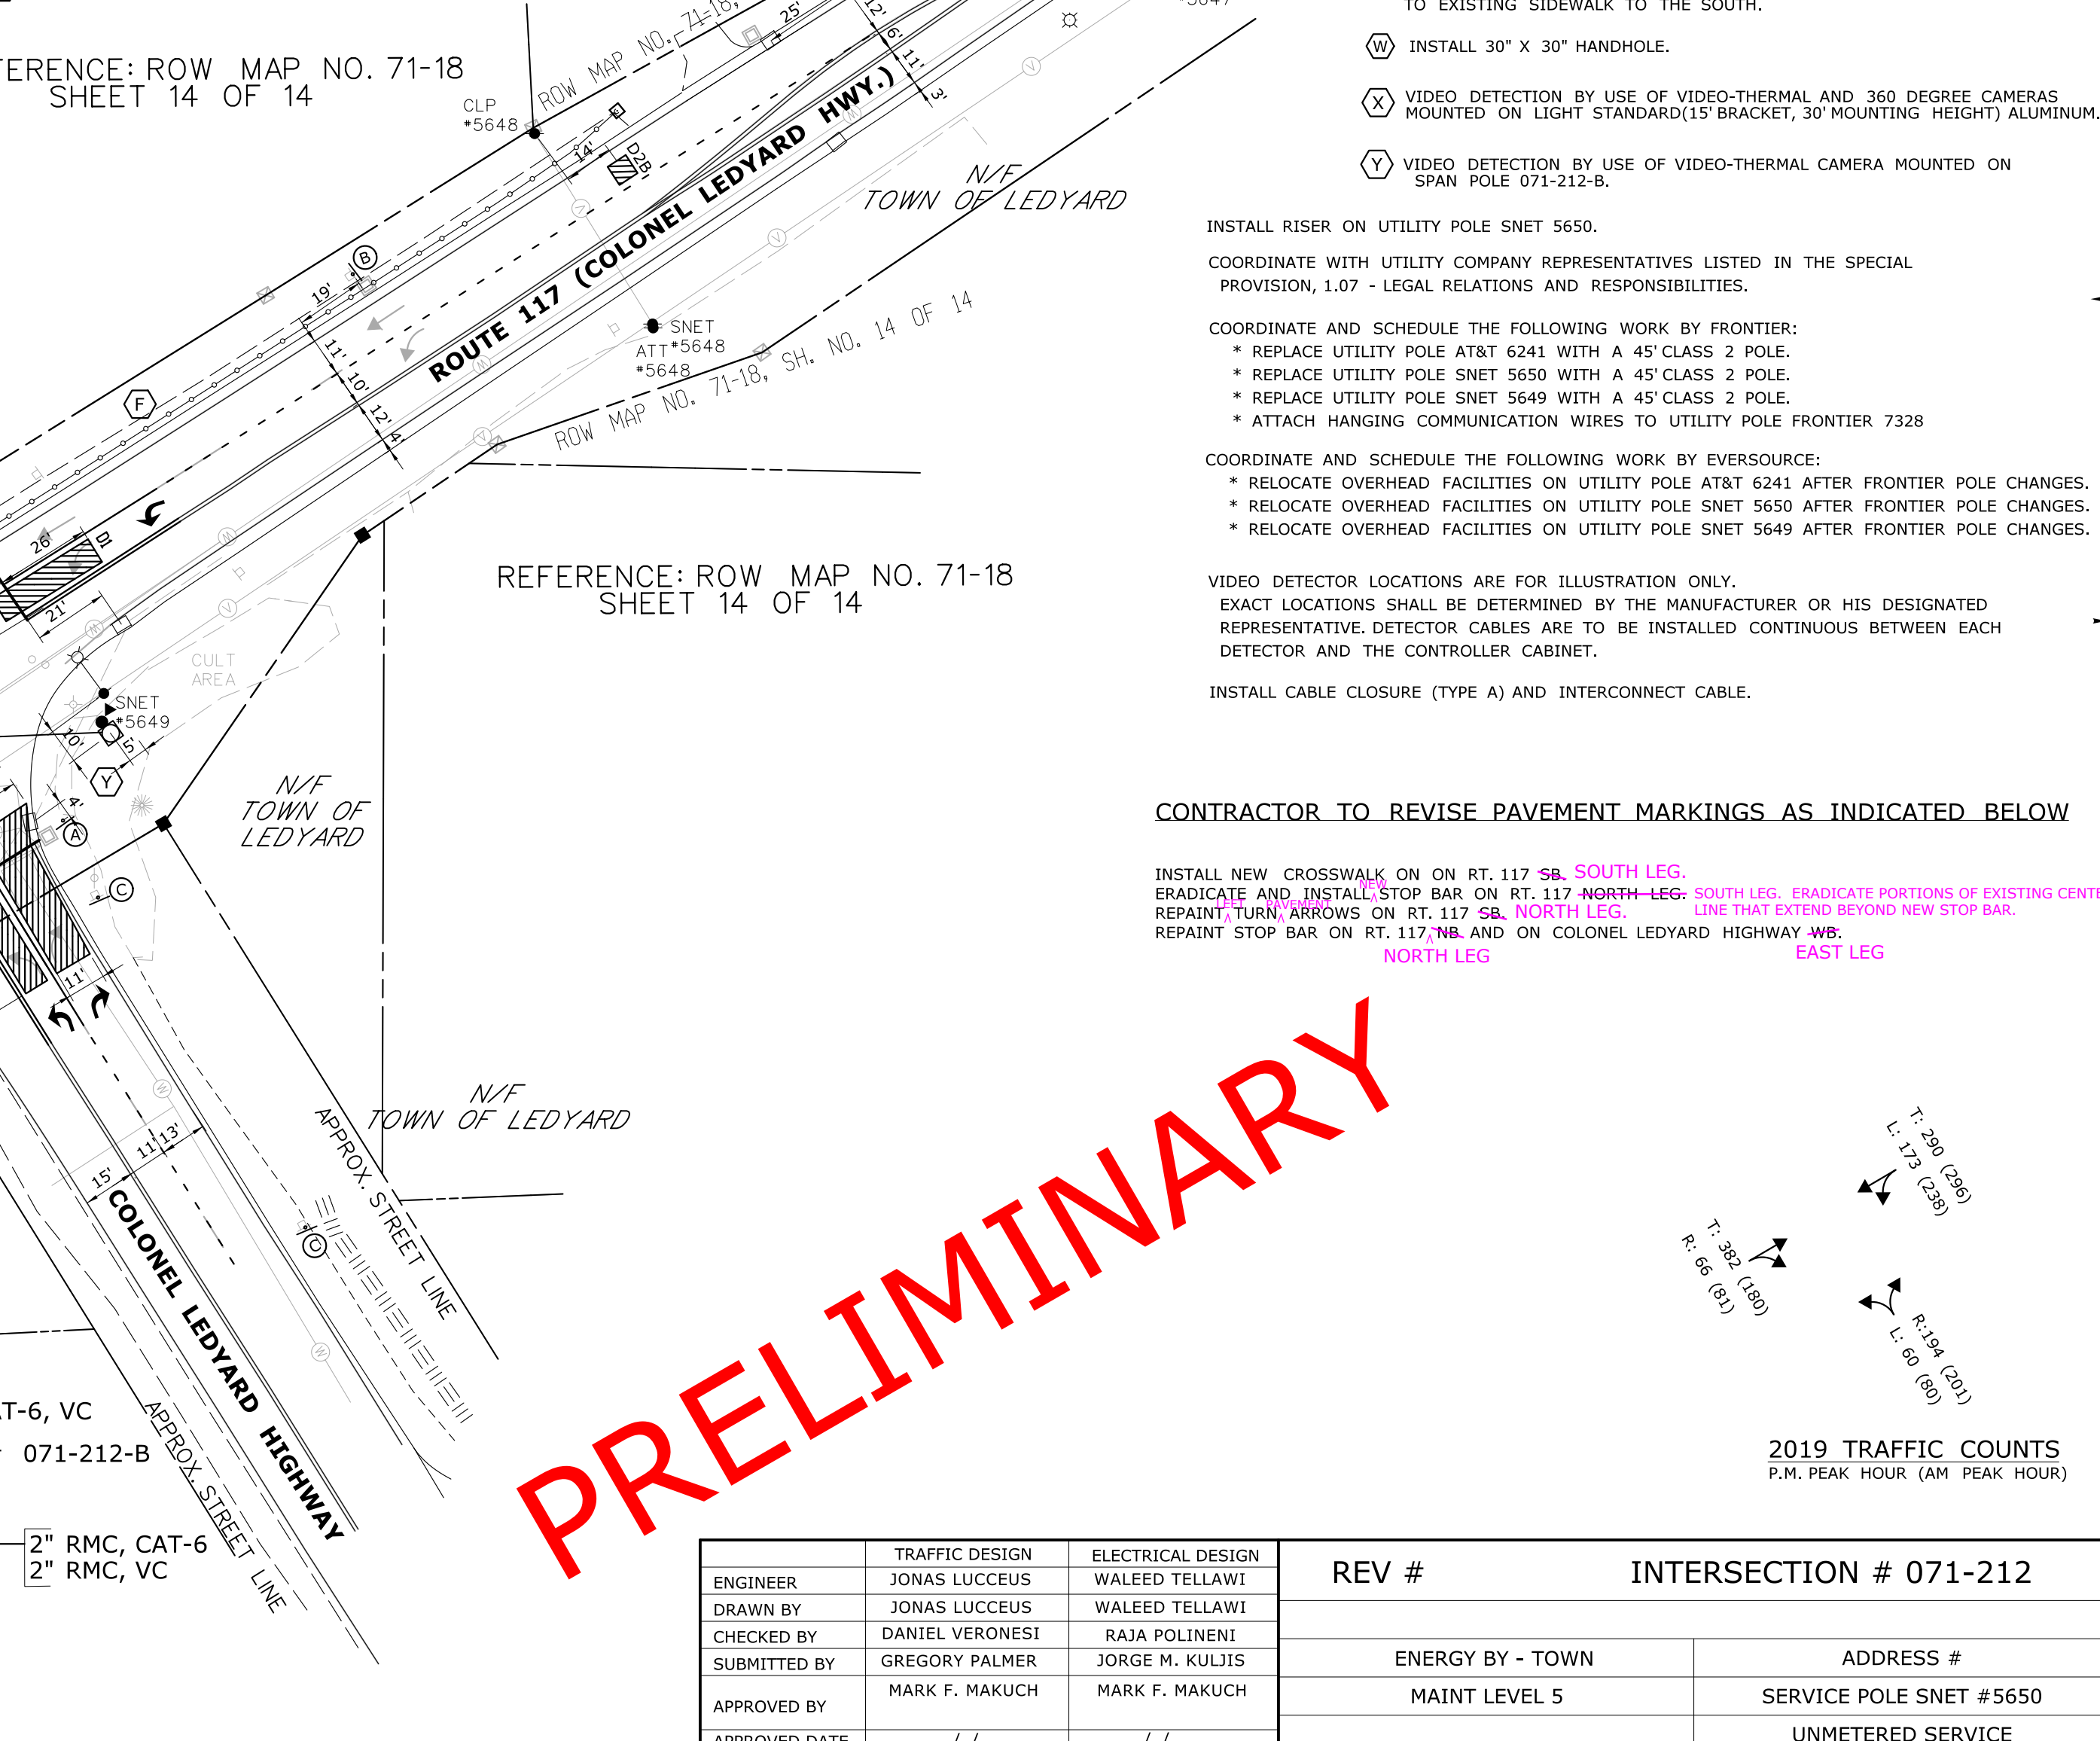 TO EXISTING SIDEWALK TO THE SOUTH.
W INSTALL 30" X 30" HANDHOLE.
X VIDEO DETECTION BY USE OF VIDEO-THERMAL AND 360 DEGREE CAMERAS
MOUNTED ON LIGHT STANDARD(15' BRACKET, 30' MOUNTING HEIGHT) ALUMINUM.
Y VIDEO DETECTION BY USE OF VIDEO-THERMAL CAMERA MOUNTED ON
SPAN POLE 071-212-B.
INSTALL RISER ON UTILITY POLE SNET 5650.
COORDINATE WITH UTILITY COMPANY REPRESENTATIVES LISTED IN THE SPECIAL
PROVISION, 1.07 - LEGAL RELATIONS AND RESPONSIBILITIES.
COORDINATE AND SCHEDULE THE FOLLOWING WORK BY FRONTIER:
* REPLACE UTILITY POLE AT&T 6241 WITH A 45' CLASS 2 POLE.
* REPLACE UTILITY POLE SNET 5650 WITH A 45' CLASS 2 POLE.
* REPLACE UTILITY POLE SNET 5649 WITH A 45' CLASS 2 POLE.
* ATTACH HANGING COMMUNICATION WIRES TO UTILITY POLE FRONTIER 7328
COORDINATE AND SCHEDULE THE FOLLOWING WORK BY EVERSOURCE:
* RELOCATE OVERHEAD FACILITIES ON UTILITY POLE AT&T 6241 AFTER FRONTIER POLE CHANGES.
* RELOCATE OVERHEAD FACILITIES ON UTILITY POLE SNET 5650 AFTER FRONTIER POLE CHANGES.
* RELOCATE OVERHEAD FACILITIES ON UTILITY POLE SNET 5649 AFTER FRONTIER POLE CHANGES.
VIDEO DETECTOR LOCATIONS ARE FOR ILLUSTRATION ONLY.
EXACT LOCATIONS SHALL BE DETERMINED BY THE MANUFACTURER OR HIS DESIGNATED
REPRESENTATIVE. DETECTOR CABLES ARE TO BE INSTALLED CONTINUOUS BETWEEN EACH
DETECTOR AND THE CONTROLLER CABINET.
INSTALL CABLE CLOSURE (TYPE A) AND INTERCONNECT CABLE.
CONTRACTOR TO REVISE PAVEMENT MARKINGS AS INDICATED BELOW
INSTALL NEW CROSSWALK ON ON RT. 117 SB. SOUTH LEG.
NEW
ERADICATE AND INSTALL STOP BAR ON RT. 117 NORTH LEG. SOUTH LEG. ERADICATE PORTIONS OF EXISTING
LEFT PAVEMENT
LINE THAT EXTEND BEYOND NEW STOP BAR.
REPAINT TURN ARROWS ON RT. 117 SB. NORTH LEG.
REPAINT STOP BAR ON RT. 117 NB AND ON COLONEL LEDYARD HIGHWAY WB.
NORTH LEG
EAST LEG
ROW MAP NO. 71-18
SHEET 14 OF 14
CLP
#5648
ROW MAP NO. 71-18,
25'
12'
6'
11'
3'
14'
D2B
N/F
TOWN OF LEDYARD
ROUTE 117 (COLONEL LEDYARD HWY.)
B
19'
11'
10'
12'
4'
F
SNET
#5648
ATT
#5648
ROW MAP NO. 71-18, SH. NO. 14 OF 14
26'
D1
21'
REFERENCE: ROW MAP NO. 71-18
SHEET 14 OF 14
CULT
AREA
SNET
#5649
10'
5'
Y
4'
A
C
N/F
TOWN OF
LEDYARD
11'
N/F
TOWN OF LEDYARD
11'
13'
15'
C
COLONEL LEDYARD HIGHWAY
APPROX. STREET LINE
APPROX. STREET LINE
VC
071-212-B
2" RMC, CAT-6
2" RMC, VC
PRELIMINARY
T: 290 (296)
L: 173 (238)
T: 382 (180)
R: 66 (81)
R:194 (201)
L: 60 (80)
2019 TRAFFIC COUNTS
P.M. PEAK HOUR (AM PEAK HOUR)
TRAFFIC DESIGN ELECTRICAL DESIGN
ENGINEER JONAS LUCCEUS WALEED TELLAWI
DRAWN BY JONAS LUCCEUS WALEED TELLAWI
CHECKED BY DANIEL VERONESI RAJA POLINENI
SUBMITTED BY GREGORY PALMER JORGE M. KULJIS
APPROVED BY MARK F. MAKUCH MARK F. MAKUCH
APPROVED DATE / / / /
REV # INTERSECTION # 071-212
ENERGY BY - TOWN ADDRESS #
MAINT LEVEL 5 SERVICE POLE SNET #5650
UNMETERED SERVICE